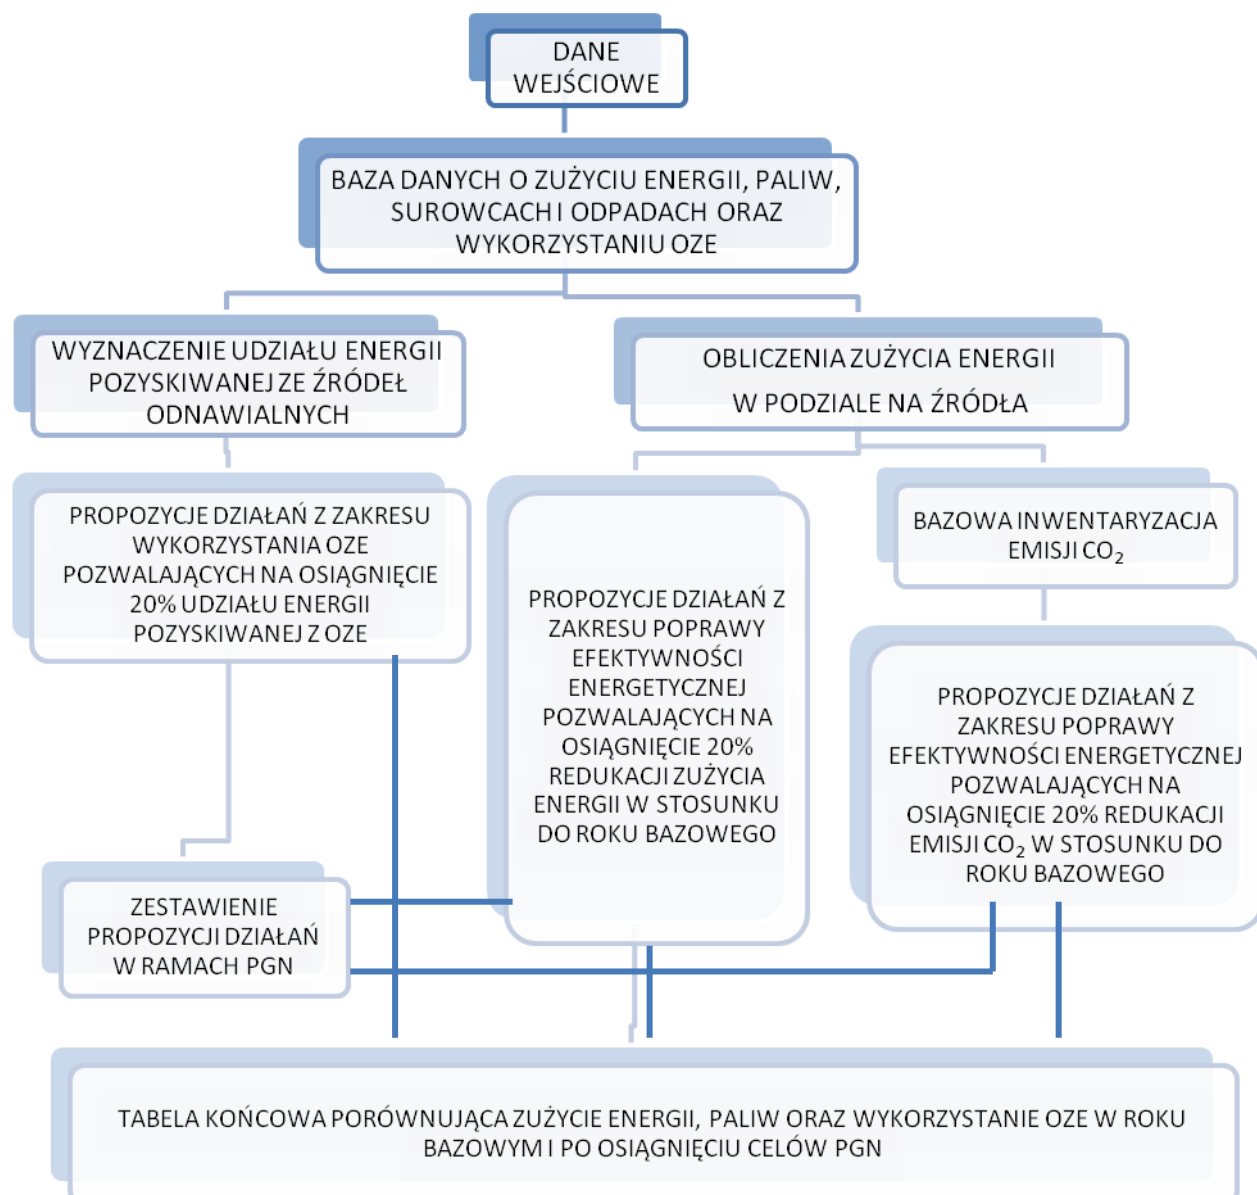 DANE
WEJŚCIOWE
BAZA DANYCH O ZUŻYCIU ENERGII, PALIW,
SUROWCACH I ODPADACH ORAZ
WYKORZYSTANIU OZE
WYZNACZENIE UDZIAŁU ENERGII
POZYSKIWANEJ ZE ŹRÓDEŁ
ODNAWIALNYCH
OBLICZENIA ZUŻYCIA ENERGII
W PODZIALE NA ŹRÓDŁA
PROPOZYCJE DZIAŁAŃ Z ZAKRESU
WYKORZYSTANIA OZE
POZWALAJĄCYCH NA OSIĄGNIĘCIE
20% UDZIAŁU ENERGII
POZYSKIWANEJ Z OZE
PROPOZYCJE DZIAŁAŃ Z
ZAKRESU POPRAWY
EFEKTYWNOŚCI
ENERGETYCZNEJ
POZWALAJĄCYCH NA
OSIĄGNIĘCIE 20%
REDUKACJI ZUŻYCIA
ENERGII W STOSUNKU
DO ROKU BAZOWEGO
BAZOWA INWENTARYZACJA
EMISJI CO₂
PROPOZYCJE DZIAŁAŃ Z
ZAKRESU POPRAWY
EFEKTYWNOŚCI ENERGETYCZNEJ
POZWALAJĄCYCH NA
OSIĄGNIĘCIE 20% REDUKACJI
EMISJI CO₂ W STOSUNKU DO
ROKU BAZOWEGO
ZESTAWIENIE
PROPOZYCJI DZIAŁAŃ
W RAMACH PGN
TABELA KOŃCOWA PORÓWNUJĄCA ZUŻYCIE ENERGII, PALIW ORAZ WYKORZYSTANIE OZE W ROKU
BAZOWYM I PO OSIĄGNIĘCIU CELÓW PGN